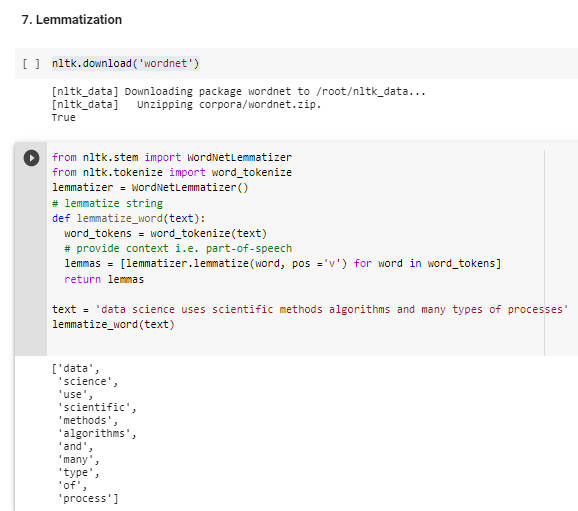 7. Lemmatization
[ ] nltk.download('wordnet')
[nltk_data] Downloading package wordnet to /root/nltk_data...
[nltk_data]   Unzipping corpora/wordnet.zip.
True
from nltk.stem import WordNetLemmatizer
from nltk.tokenize import word_tokenize
lemmatizer = WordNetLemmatizer()
# lemmatize string
def lemmatize_word(text):
  word_tokens = word_tokenize(text)
  # provide context i.e. part-of-speech
  lemmas = [lemmatizer.lemmatize(word, pos ='v') for word in word_tokens]
  return lemmas
text = 'data science uses scientific methods algorithms and many types of processes'
lemmatize_word(text)
['data',
 'science',
 'use',
 'scientific',
 'methods',
 'algorithms',
 'and',
 'many',
 'type',
 'of',
 'process']